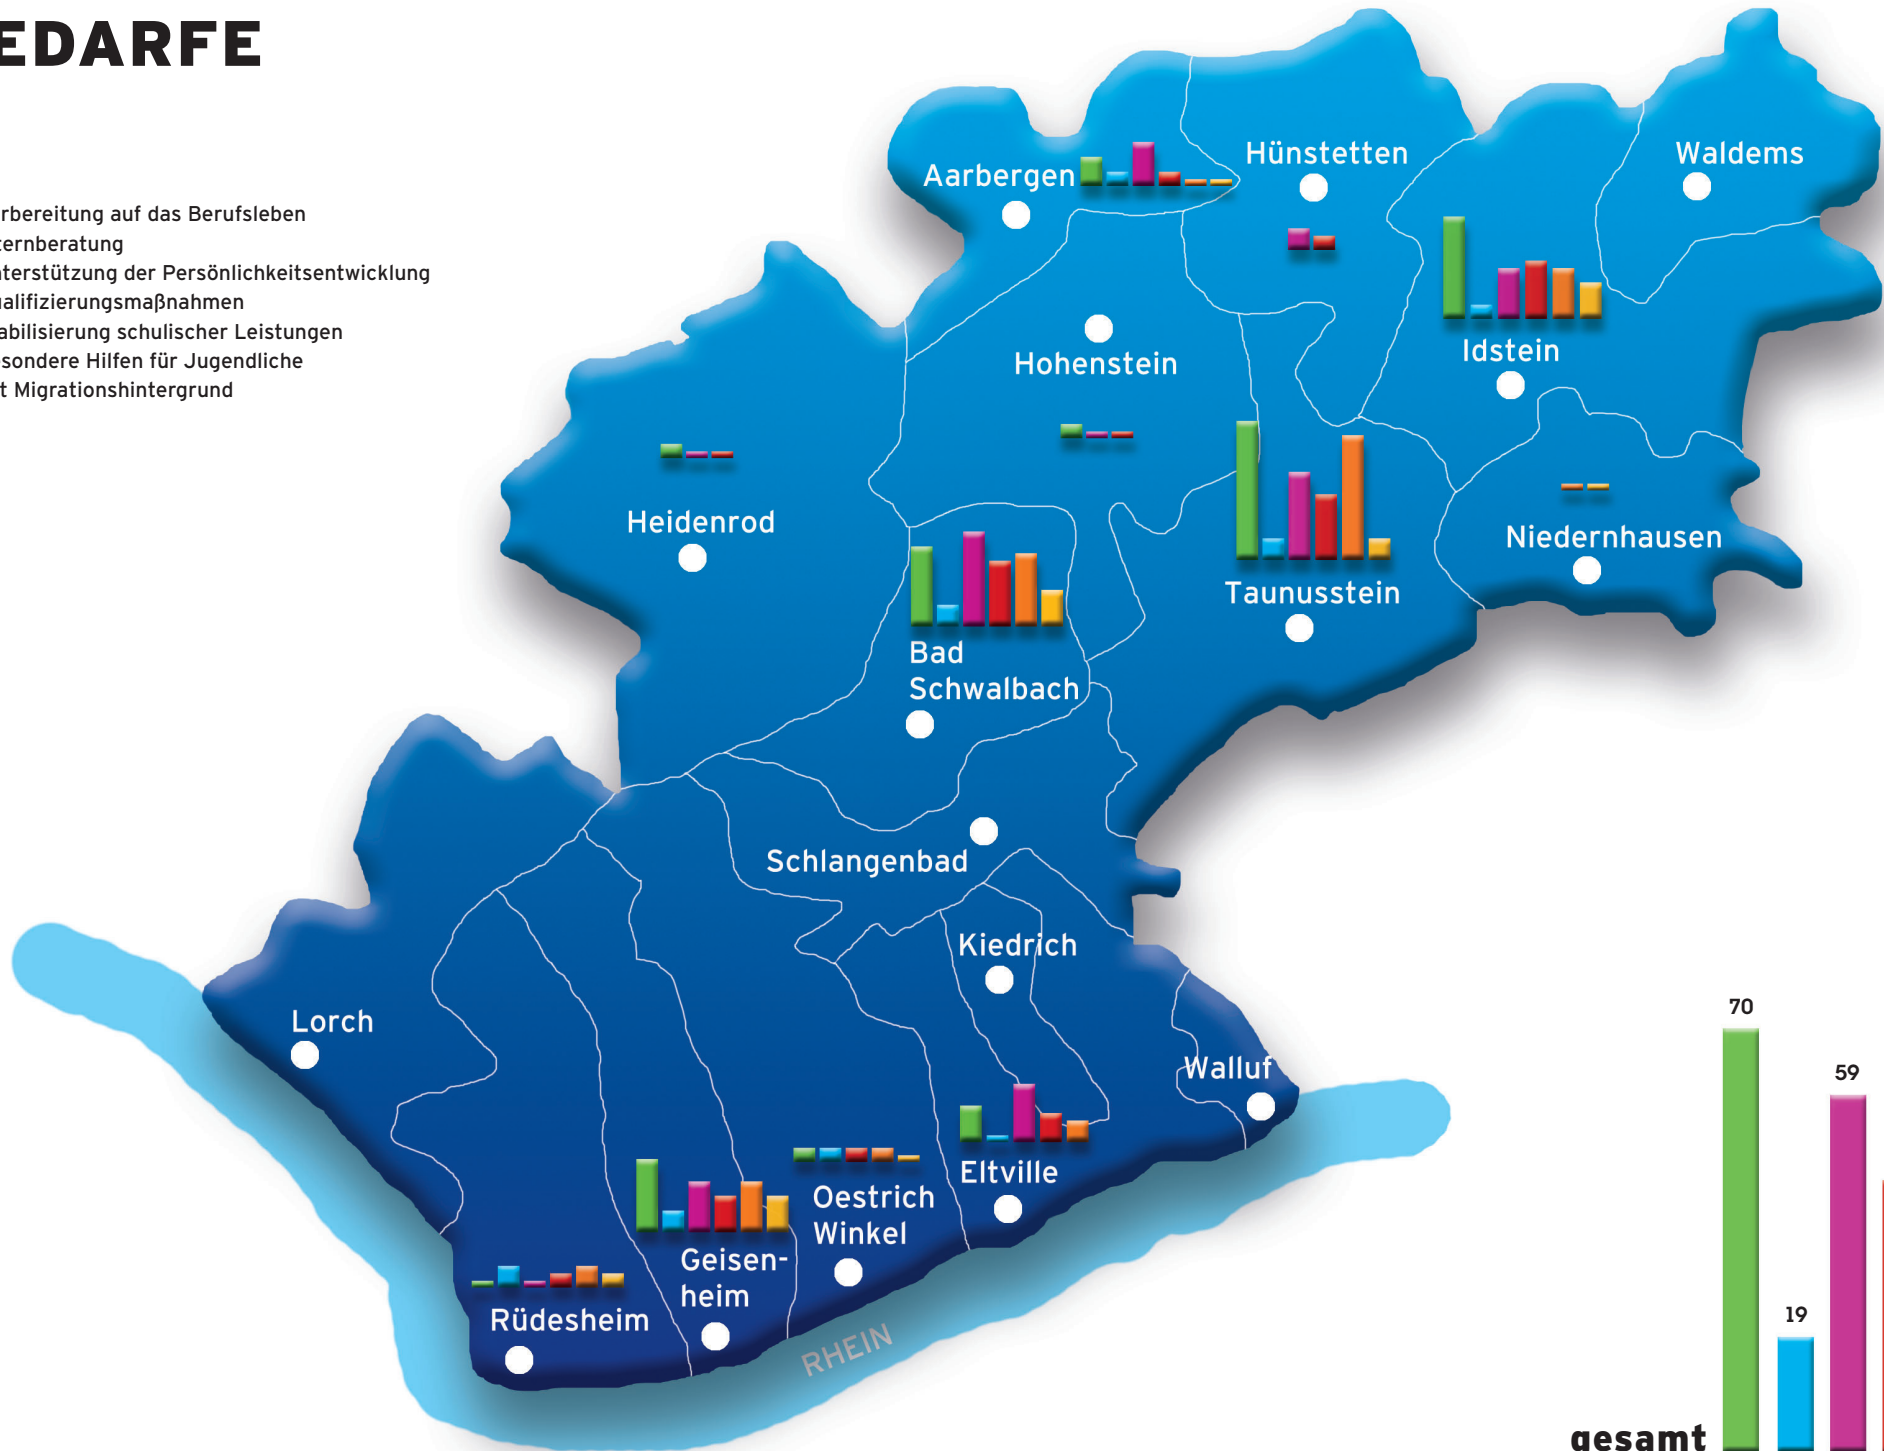 EDARFE
rbereitung auf das Berufsleben
ternberatung
nterstützung der Persönlichkeitsentwicklung
ualifizierungsmaßnahmen
abilisierung schulischer Leistungen
esondere Hilfen für Jugendliche
t Migrationshintergrund
Aarbergen
Hünstetten
Waldems
Hohenstein
Idstein
Heidenrod
Niedernhausen
Taunusstein
Bad
Schwalbach
Schlangenbad
Kiedrich
Lorch
Walluf
Eltville
Oestrich
Winkel
Geisen-
heim
Rüdesheim
RHEIN
70
59
19
gesamt